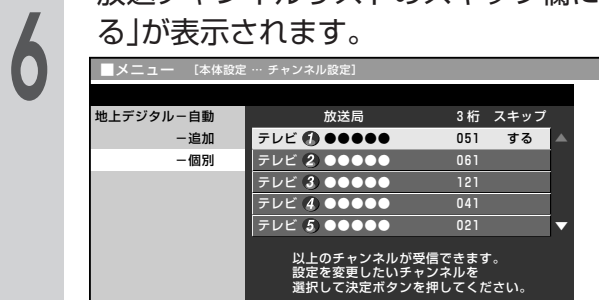 6
る」が表示されます。
■メニュー [本体設定 … チャンネル設定]
地上デジタルー自動
ー追加
ー個別
放送局 3桁 スキップ
テレビ 1 ●●●●● 051 する ▲
テレビ 2 ●●●●● 061
テレビ 3 ●●●●● 121
テレビ 4 ●●●●● 041
テレビ 5 ●●●●● 021 ▼
以上のチャンネルが受信できます。
設定を変更したいチャンネルを
選択して決定ボタンを押してください。